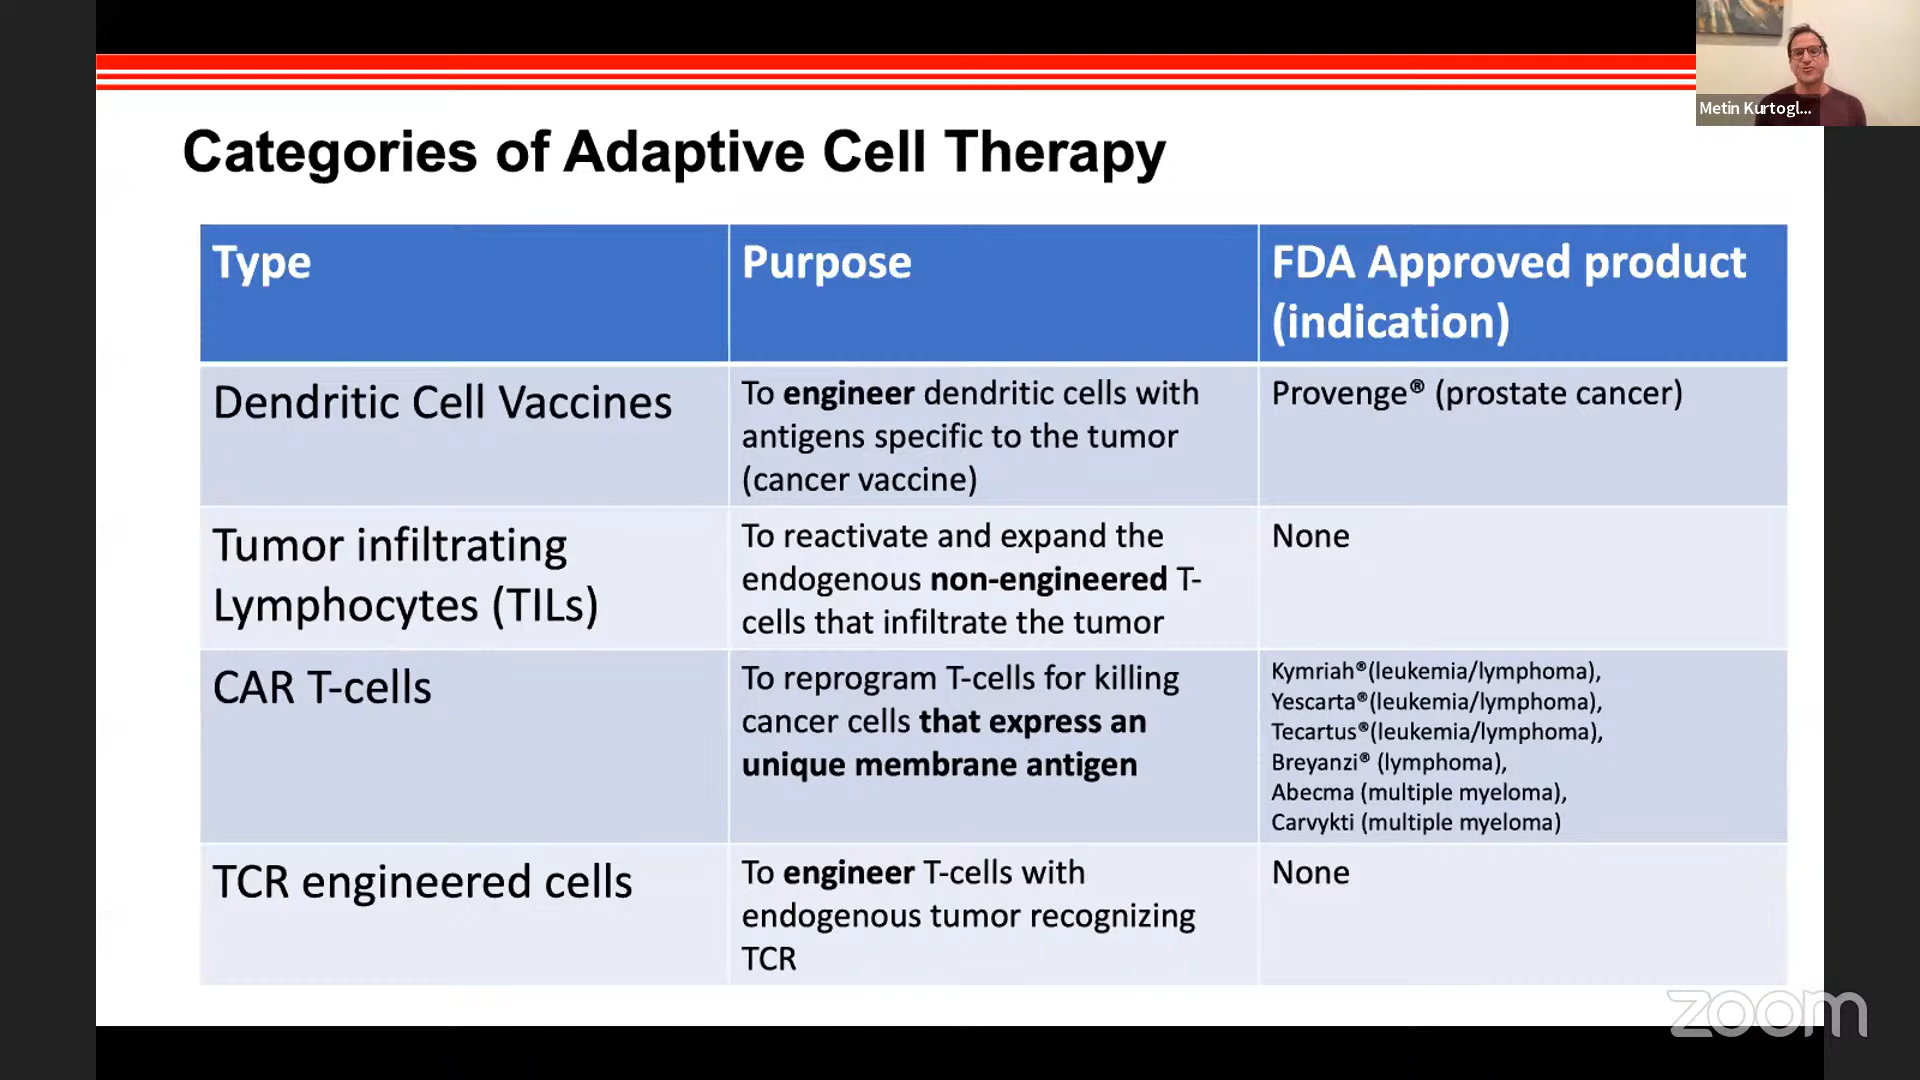 Metin Kurtogl...
Categories of Adaptive Cell Therapy
Type
Purpose
FDA Approved product
(indication)
Dendritic Cell Vaccines
To engineer dendritic cells with
antigens specific to the tumor
(cancer vaccine)
Provenge® (prostate cancer)
Tumor infiltrating
Lymphocytes (TILs)
To reactivate and expand the
endogenous non-engineered T-
cells that infiltrate the tumor
None
CAR T-cells
To reprogram T-cells for killing
cancer cells that express an
unique membrane antigen
Kymriah®(leukemia/lymphoma),
Yescarta®(leukemia/lymphoma),
Tecartus®(leukemia/lymphoma),
Breyanzi® (lymphoma),
Abecma (multiple myeloma),
Carvykti (multiple myeloma)
TCR engineered cells
To engineer T-cells with
endogenous tumor recognizing
TCR
None
zoom